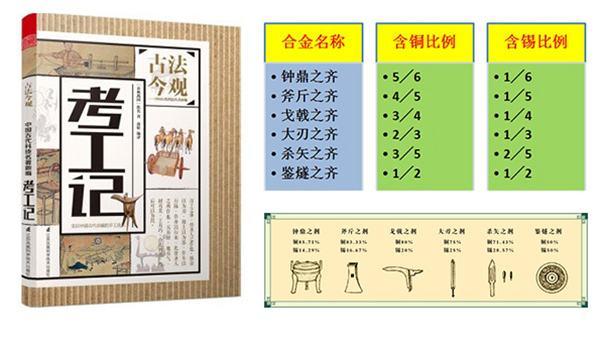 古法
今观
考工记
古法今观
中国古代科技名著新编
考工记
合金名称 含铜比例 含锡比例
• 钟鼎之齐 • 5/6 • 1/6
• 斧斤之齐 • 4/5 • 1/5
• 戈戟之齐 • 3/4 • 1/4
• 大刃之齐 • 2/3 • 1/3
• 杀矢之齐 • 3/5 • 2/5
• 鉴燧之齐 • 1/2 • 1/2
钟鼎之剂 斧斤之剂 戈戟之剂 大刃之剂 杀矢之剂 鉴燧之剂
铜85.71% 铜83.33% 铜80% 铜75% 铜71.43% 铜50%
锡14.29% 锡16.67% 锡20% 锡25% 锡28.57% 锡50%